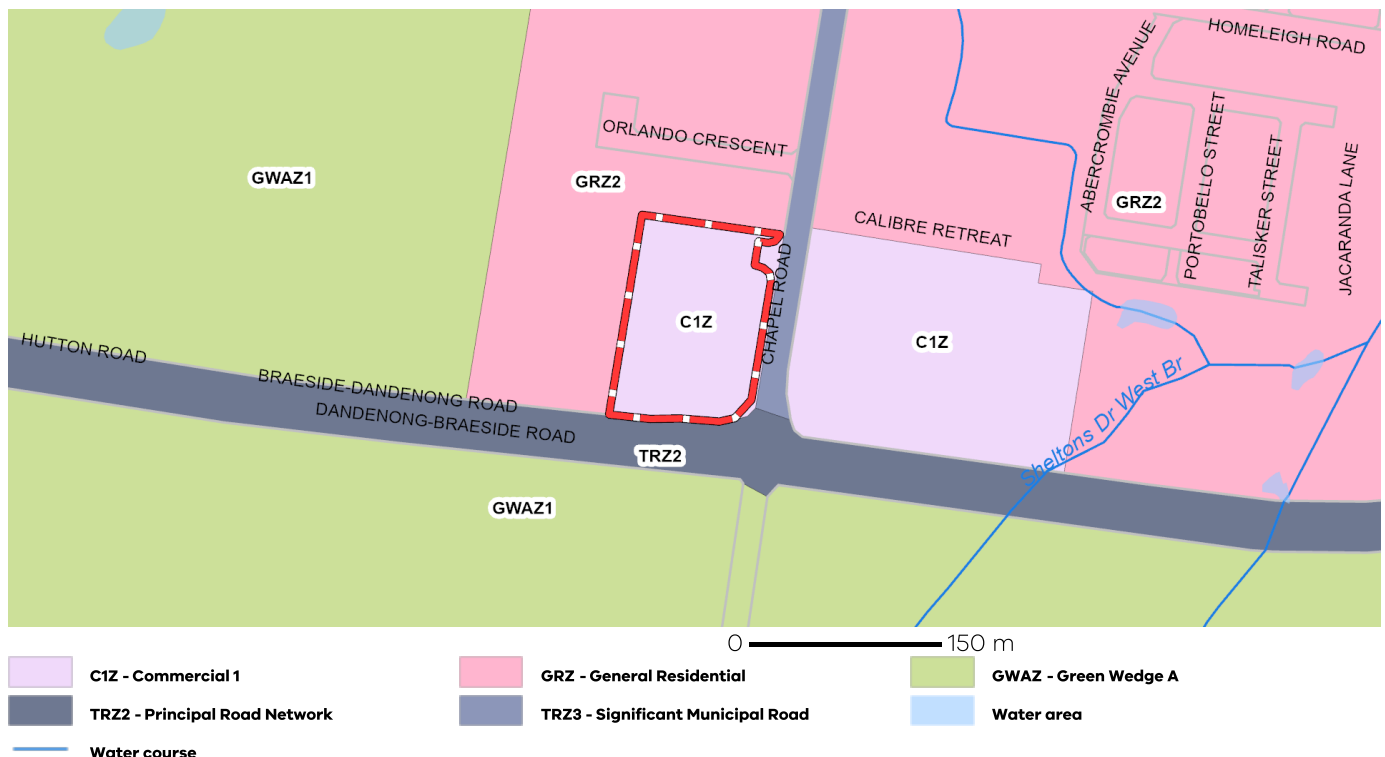 HOMELEIGH ROAD
ABERCROMBIE AVENUE
ORLANDO CRESCENT
PORTOBELLO STREET
TALISKER STREET
JACARANDA LANE
GWAZ1
GRZ2
GRZ2
CALIBRE RETREAT
CHAPEL ROAD
C1Z
C1Z
HUTTON ROAD
BRAESIDE-DANDENONG ROAD
DANDENONG-BRAESIDE ROAD
Sheltons Dr West Br
TRZ2
GWAZ1
0 150 m
C1Z - Commercial 1
GRZ - General Residential
GWAZ - Green Wedge A
TRZ2 - Principal Road Network
TRZ3 - Significant Municipal Road
Water area
Water course